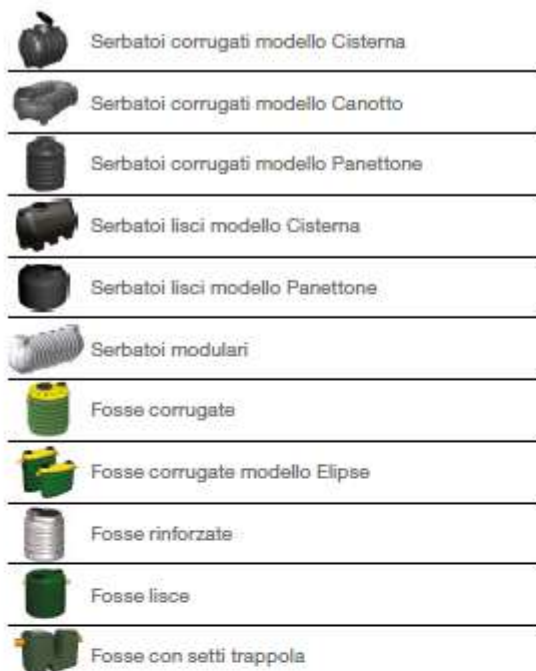 Serbatoi corrugati modello Cisterna
Serbatoi corrugati modello Canotto
Serbatoi corrugati modello Panettone
Serbatoi lisci modello Cisterna
Serbatoi lisci modello Panettone
Serbatoi modulari
Fosse corrugate
Fosse corrugate modello Elipse
Fosse rinforzate
Fosse lisce
Fosse con setti trappola